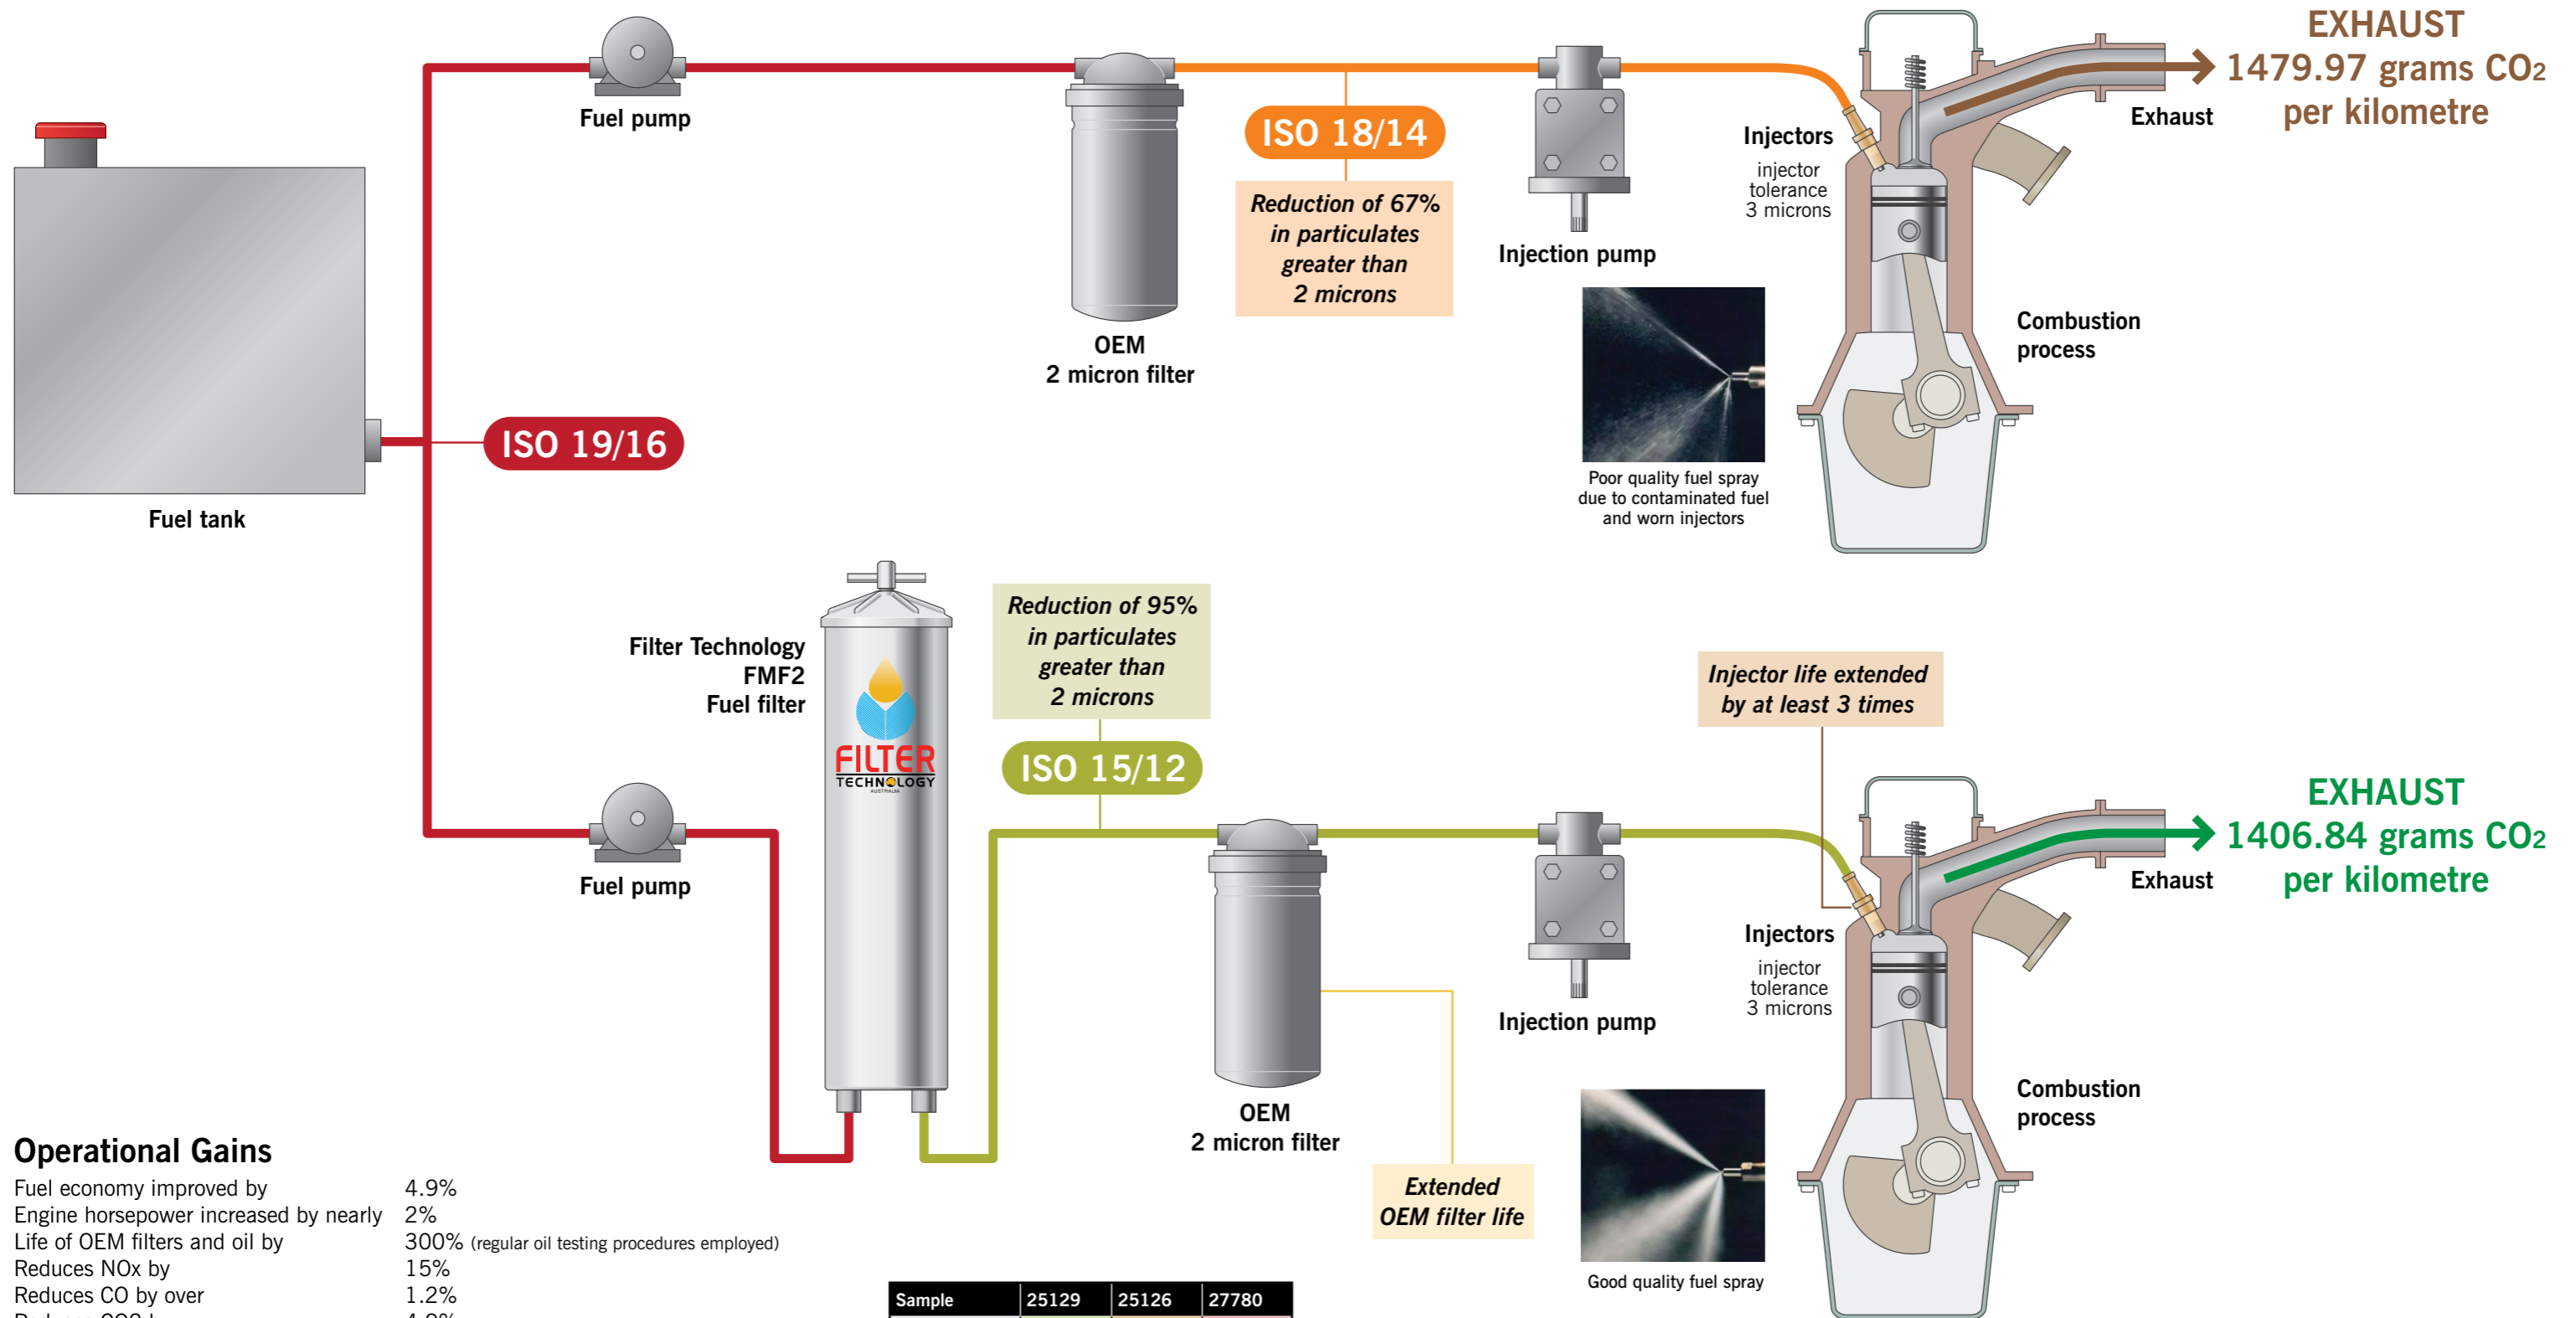 EXHAUST
1479.97 grams CO2
per kilometre
Fuel pump
Exhaust
ISO 18/14
Injectors
injector
tolerance
3 microns
Reduction of 67%
in particulates
greater than
2 microns
Injection pump
OEM
2 micron filter
Combustion
process
ISO 19/16
Poor quality fuel spray
due to contaminated fuel
and worn injectors
Fuel tank
Filter Technology
FMF2
Fuel filter
FILTER
TECHNOLOGY
AUSTRALIA
Reduction of 95%
in particulates
greater than
2 microns
ISO 15/12
Injector life extended
by at least 3 times
EXHAUST
1406.84 grams CO2
per kilometre
Fuel pump
Exhaust
Injectors
injector
tolerance
3 microns
Injection pump
OEM
2 micron filter
Combustion
process
Extended
OEM filter life
Good quality fuel spray
Operational Gains
Fuel economy improved by 4.9%
Engine horsepower increased by nearly 2%
Life of OEM filters and oil by 300% (regular oil testing procedures employed)
Reduces NOx by 15%
Reduces CO by over 1.2%
Sample 25129 25126 27780